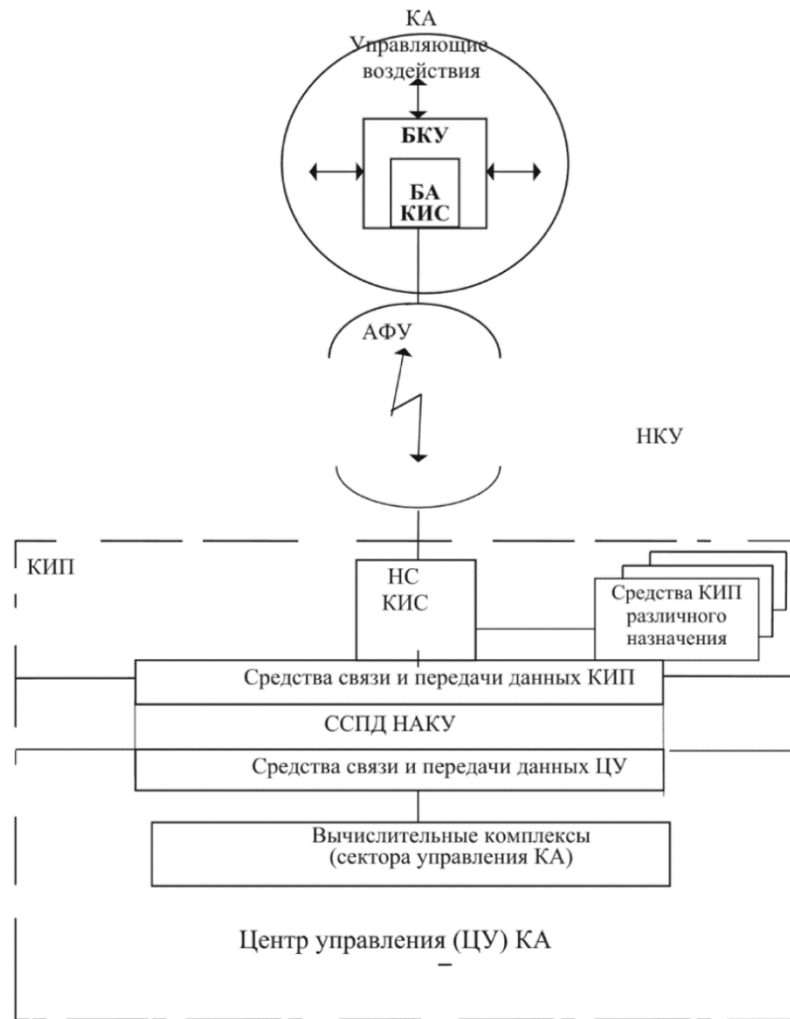 КА
Управляющие
воздействия
БКУ
БА
КИС
АФУ
НКУ
КИП
НС
КИС
Средства КИП
различного
назначения
Средства связи и передачи данных КИП
ССПД НАКУ
Средства связи и передачи данных ЦУ
Вычислительные комплексы
(сектора управления КА)
Центр управления (ЦУ) КА